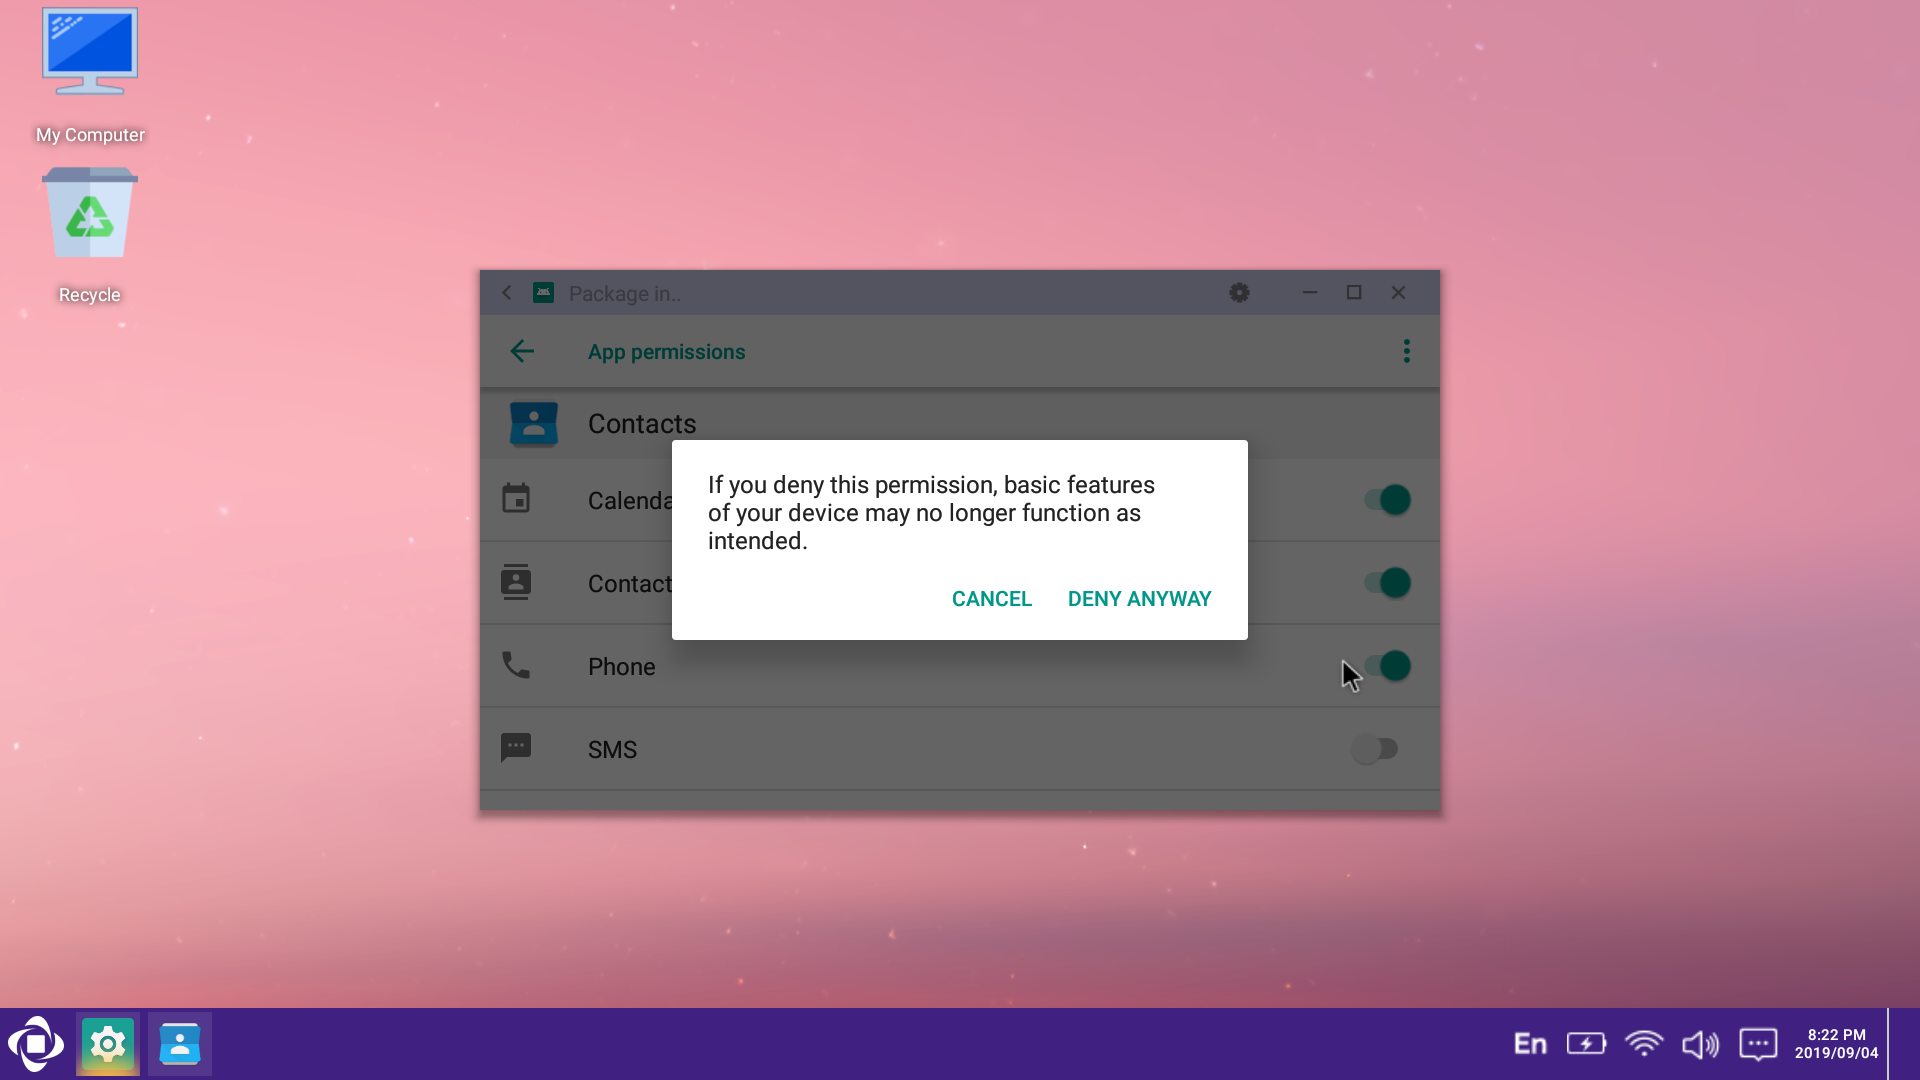 My Computer
Recycle
Package in..
App permissions
Contacts
Calenda
Contact
Phone
SMS
If you deny this permission, basic features
of your device may no longer function as
intended.
CANCEL DENY ANYWAY
En
8:22 PM
2019/09/04